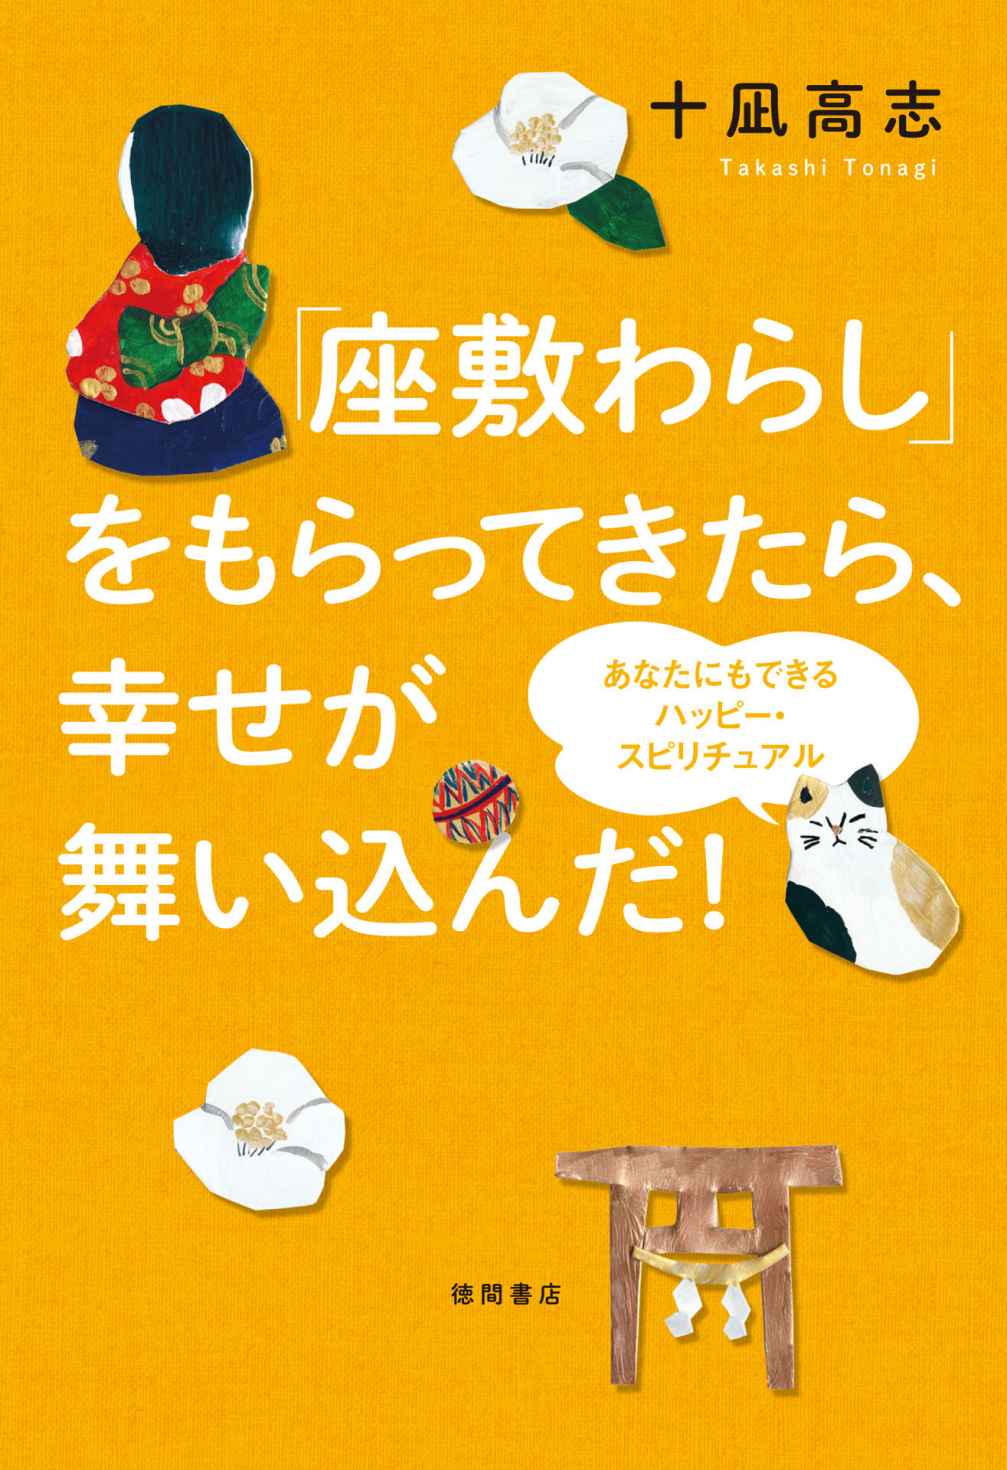 十凪高志
Takashi Tonagi
「座敷わらし」
をもらってきたら、
幸せが
舞い込んだ!
あなたにもできる
ハッピー・
スピリチュアル
徳間書店